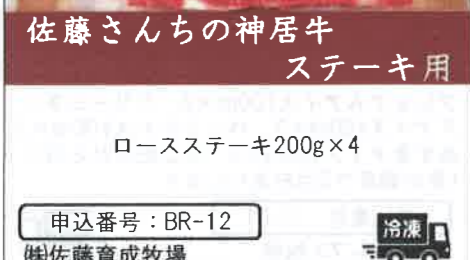 佐藤さんちの神居牛
ステーキ用
ロースステーキ200g×4
申込番号：BR-12
冷凍
㈱佐藤育成牧場